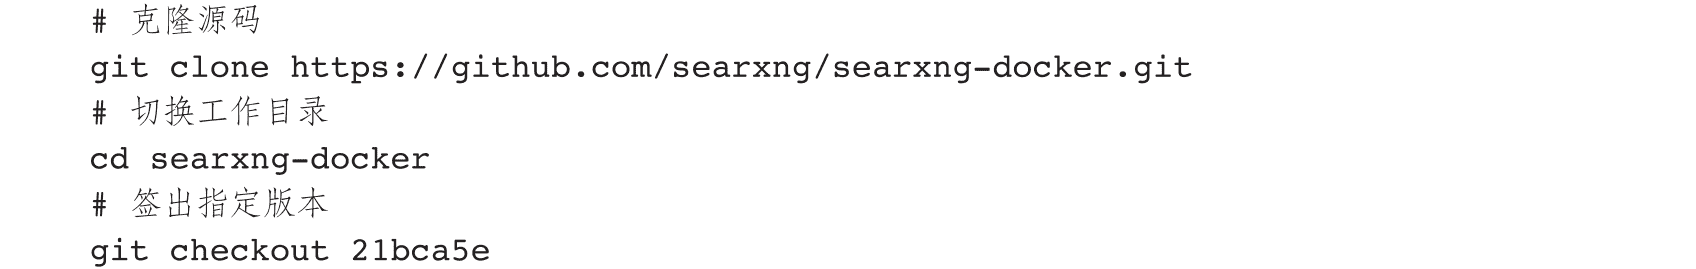 # 克隆源码
git clone https://github.com/searxng/searxng-docker.git
# 切换工作目录
cd searxng-docker
# 签出指定版本
git checkout 21bca5e